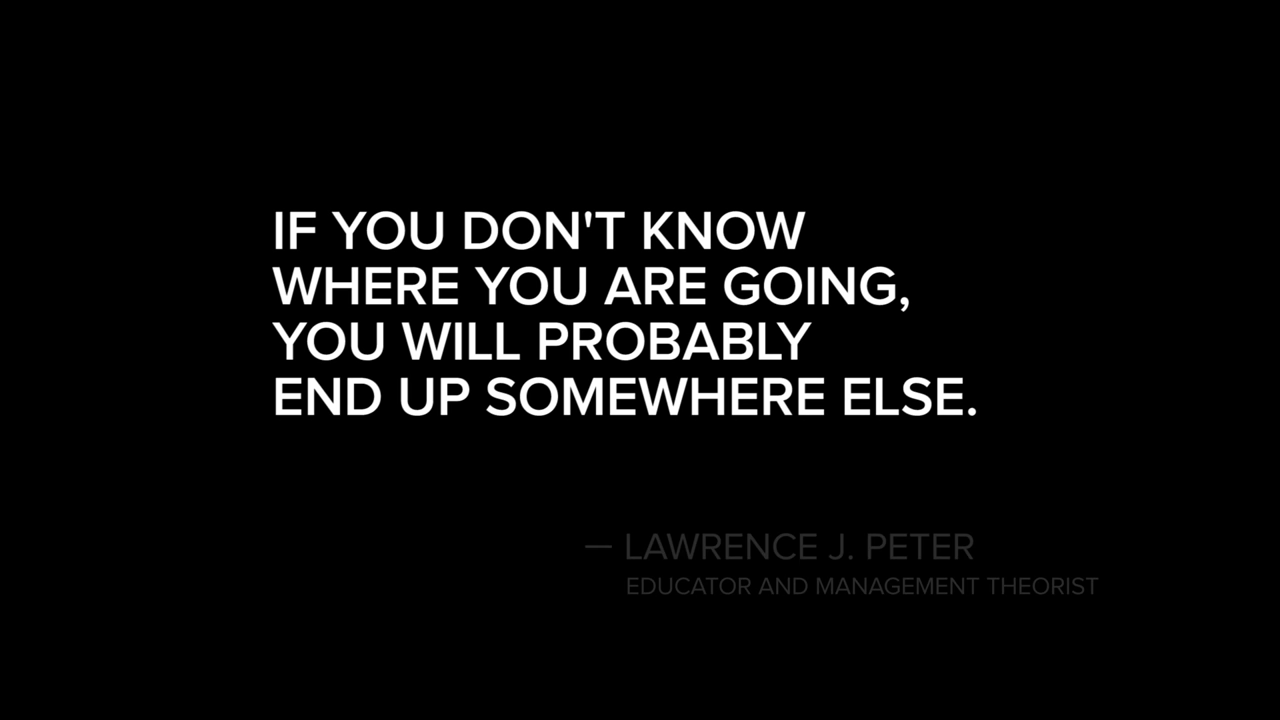 IF YOU DON'T KNOW
WHERE YOU ARE GOING,
YOU WILL PROBABLY
END UP SOMEWHERE ELSE.
— LAWRENCE J. PETER
EDUCATOR AND MANAGEMENT THEORIST